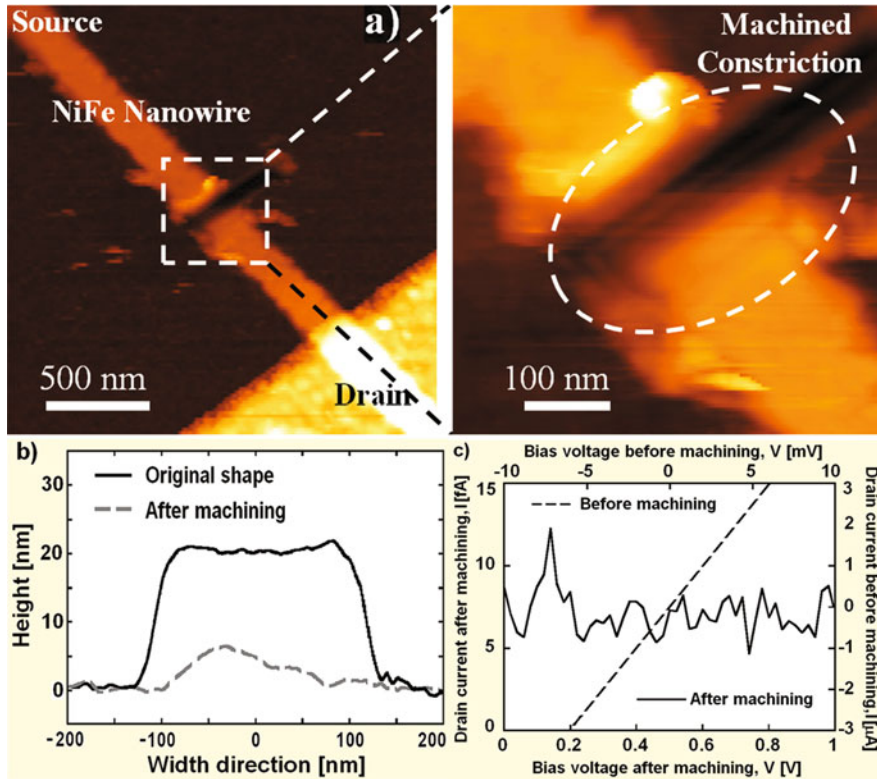 Source
a)
NiFe Nanowire
500 nm
Drain
Machined
Constriction
100 nm
b)
Height [nm]
30
20
10
0
Original shape
After machining
-200
-100
0
100
200
Width direction [nm]
c)
Bias voltage before machining, V [mV]
-10
-5
0
5
10
Drain current after machining, I [fA]
15
10
5
0
Before machining
After machining
3
2
1
0
-1
-2
-3
Drain current before machining, I [μA]
0
0.2
0.4
0.6
0.8
1
Bias voltage after machining, V [V]